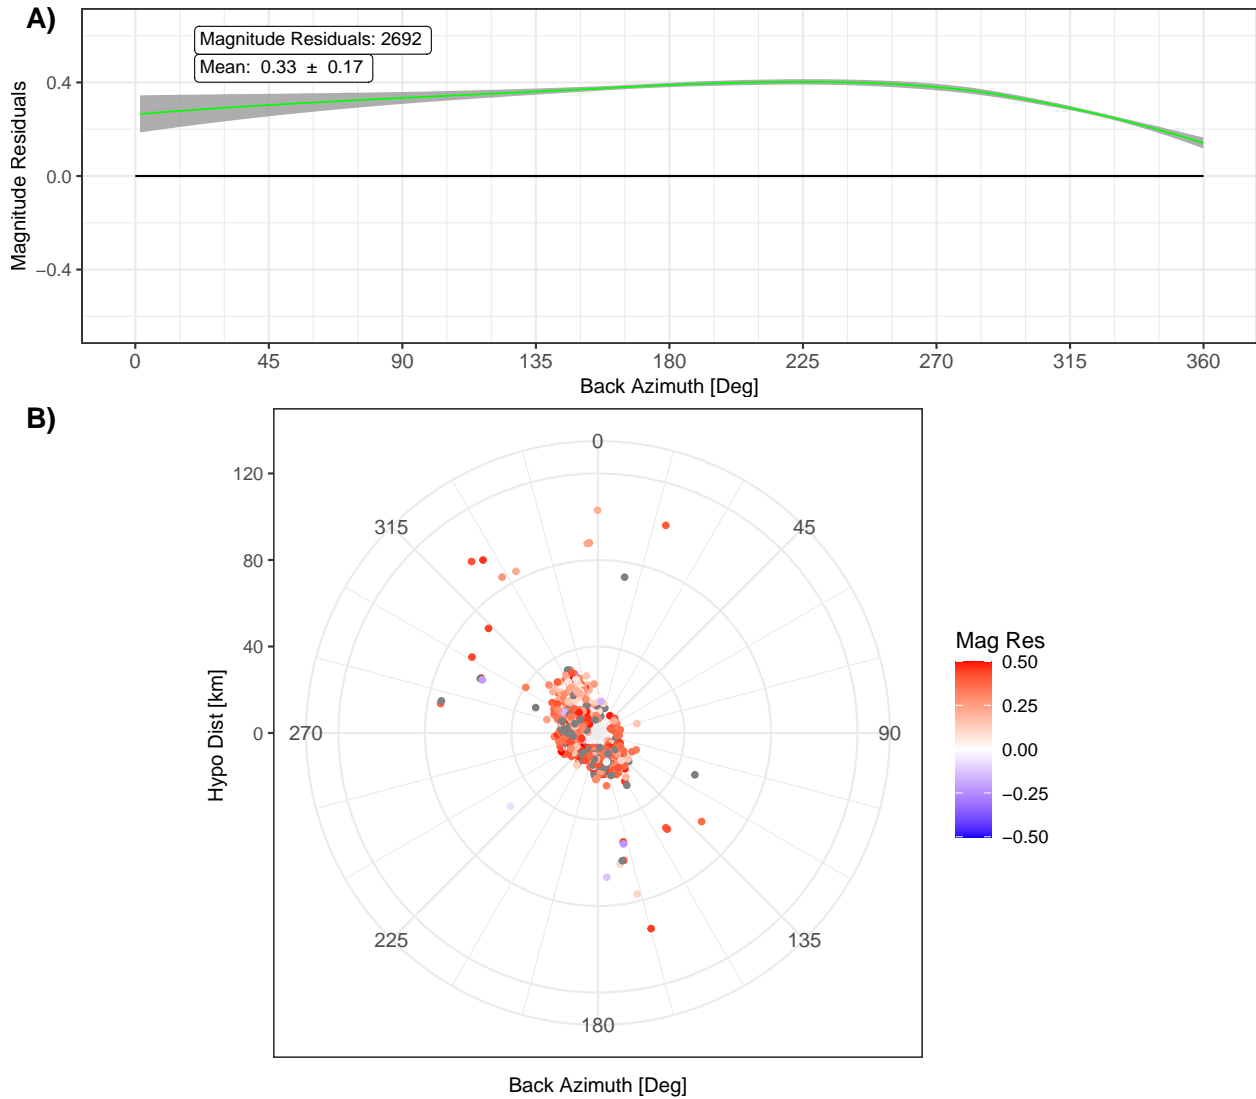 A)
Magnitude Residuals: 2692
Mean:  0.33  ±  0.17
Magnitude Residuals
0.4
0.0
−0.4
0 45 90 135 180 225 270 315 360
Back Azimuth [Deg]
B)
Hypo Dist [km]
120
80
40
0
0
45
90
135
180
225
270
315
Back Azimuth [Deg]
Mag Res
0.50
0.25
0.00
−0.25
−0.50